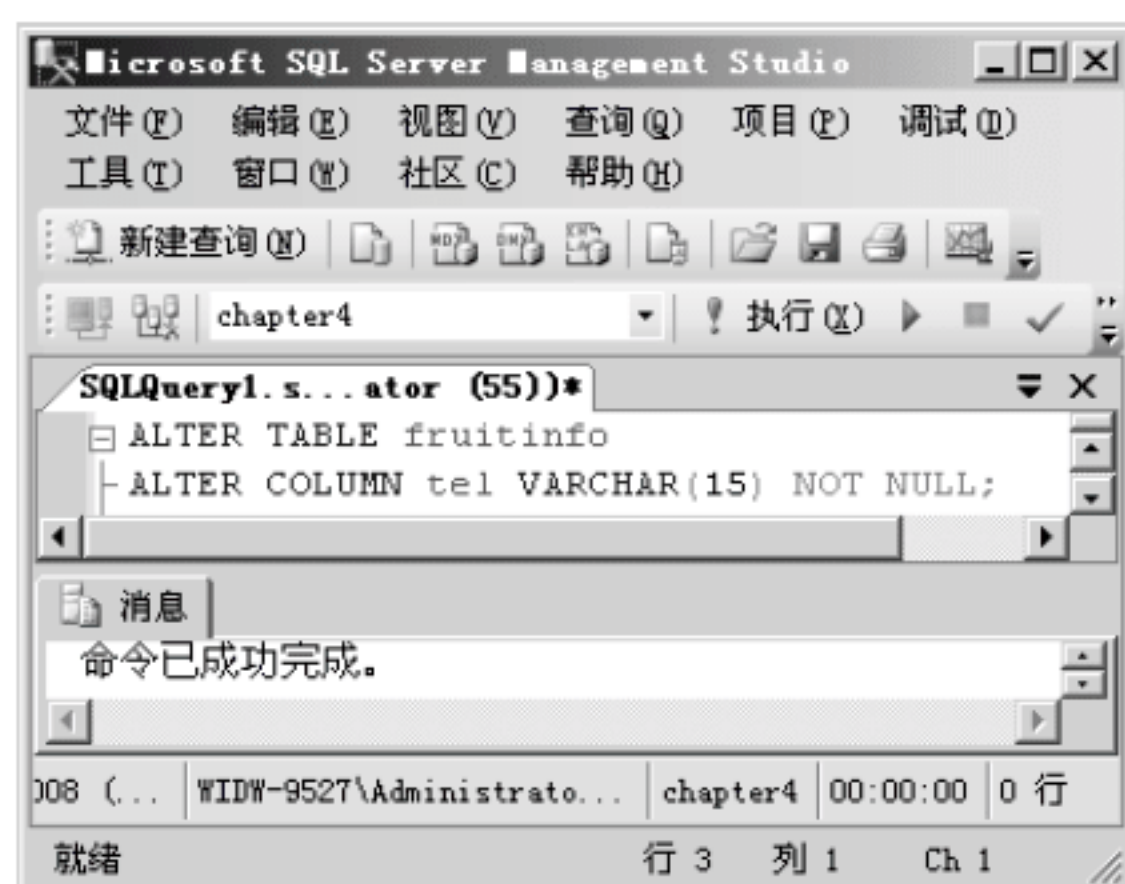 Microsoft SQL Server Management Studio
文件(F) 编辑(E) 视图(V) 查询(Q) 项目(P) 调试(D)
工具(T) 窗口(W) 社区(C) 帮助(H)
新建查询(N)
chapter4 执行(X)
SQLQuery1.s...ator (55))*
ALTER TABLE fruitinfo
ALTER COLUMN tel VARCHAR(15) NOT NULL;
消息
命令已成功完成。
008 (... WIDW-9527\Administrato... chapter4 00:00:00 0 行
就绪 行 3 列 1 Ch 1